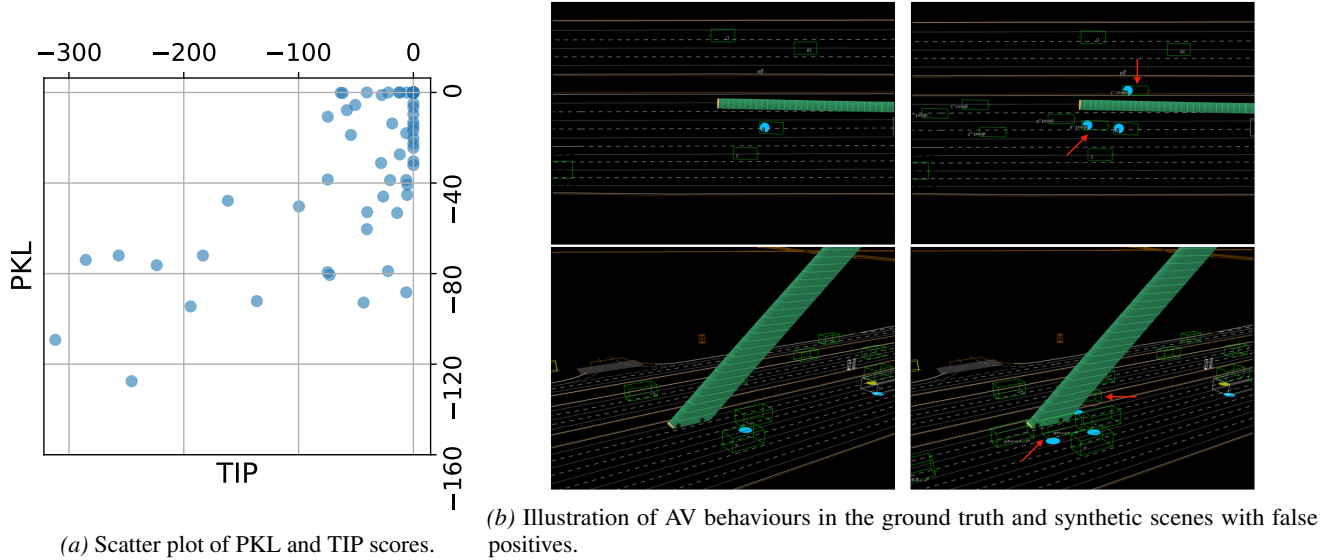 −300
−200
−100
0
0
−40
−80
−120
−160
PKL
TIP
(a) Scatter plot of PKL and TIP scores.
(b) Illustration of AV behaviours in the ground truth and synthetic scenes with false
positives.